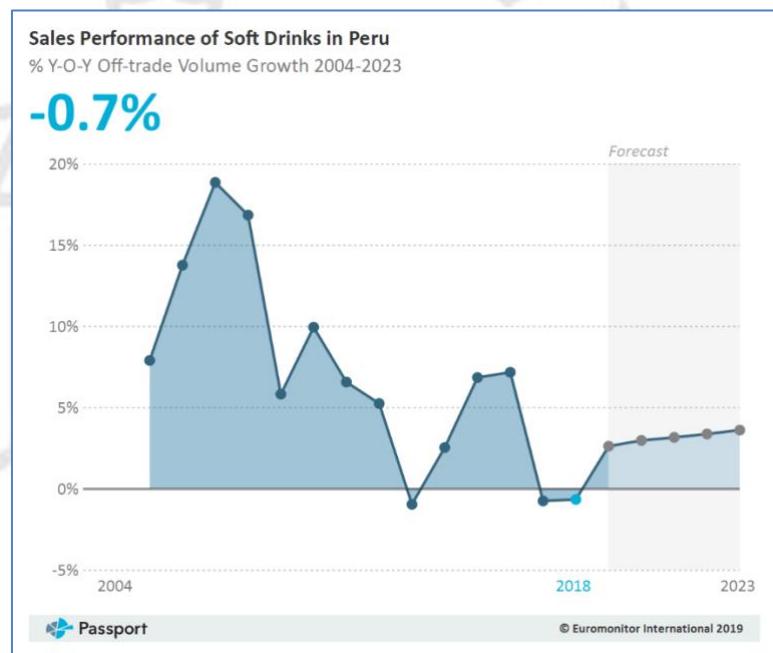 Sales Performance of Soft Drinks in Peru
% Y-O-Y Off-trade Volume Growth 2004-2023
-0.7%
Forecast
20%
15%
10%
5%
0%
-5%
2004 2018 2023
Passport © Euromonitor International 2019